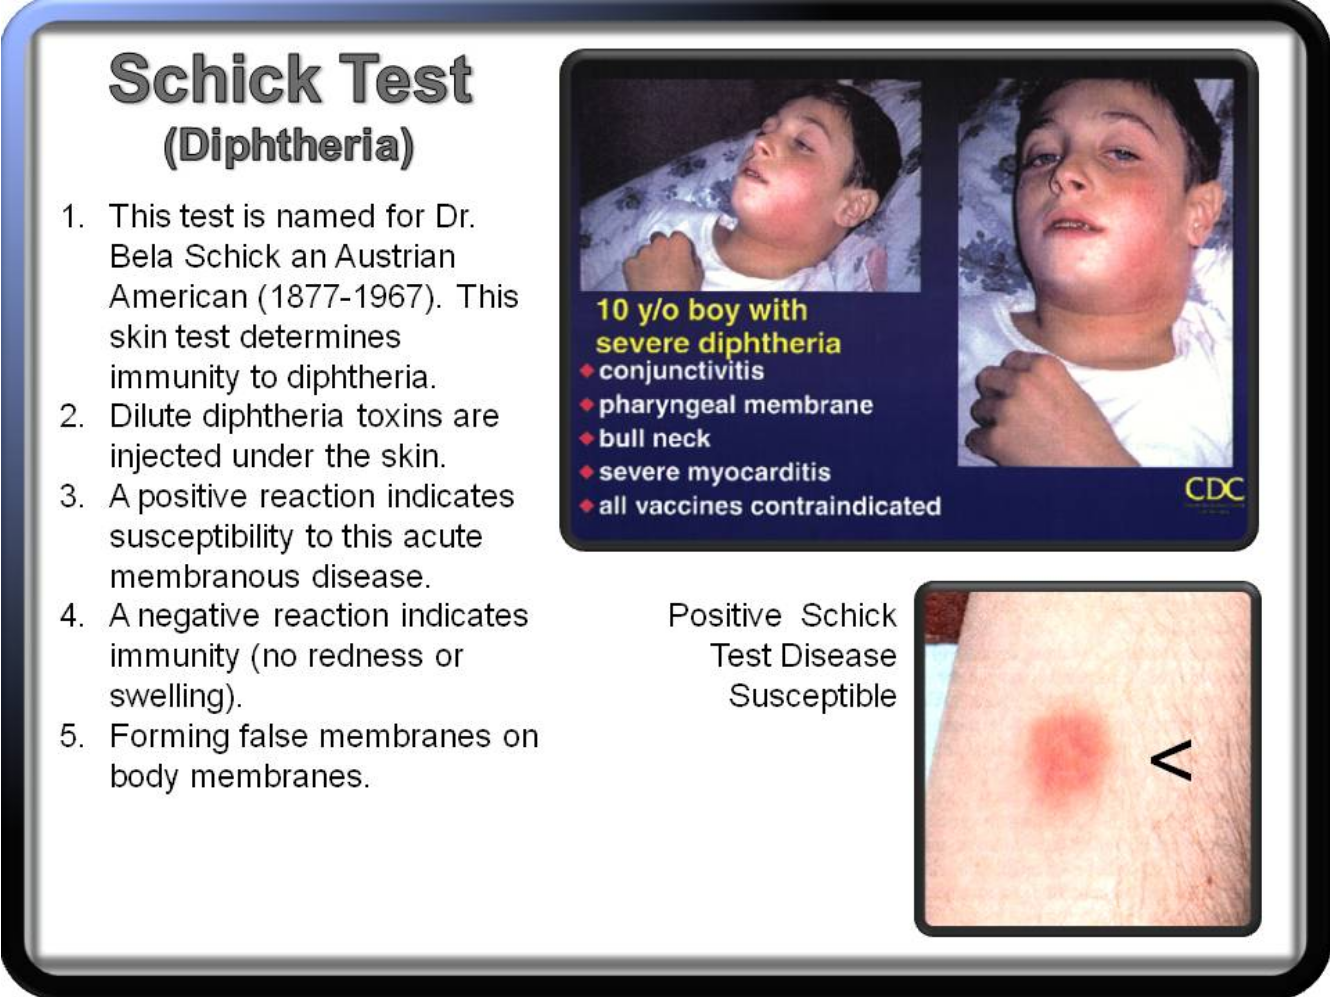 Schick Test
(Diphtheria)
1. This test is named for Dr.
Bela Schick an Austrian
American (1877-1967). This
skin test determines
immunity to diphtheria.
2. Dilute diphtheria toxins are
injected under the skin.
3. A positive reaction indicates
susceptibility to this acute
membranous disease.
4. A negative reaction indicates
immunity (no redness or
swelling).
5. Forming false membranes on
body membranes.
10 y/o boy with
severe diphtheria
◆ conjunctivitis
◆ pharyngeal membrane
◆ bull neck
◆ severe myocarditis
◆ all vaccines contraindicated
CDC
Positive Schick
Test Disease
Susceptible
<